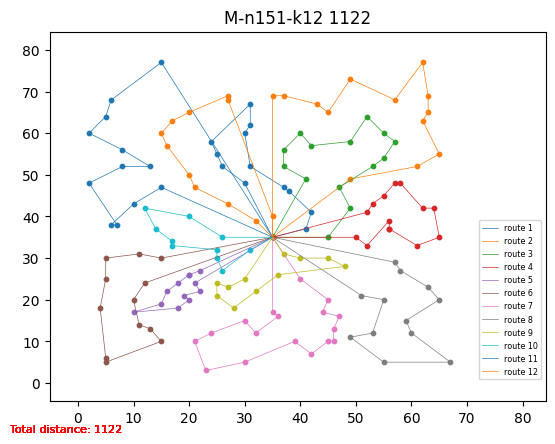 M-n151-k12 1122
80
70
60
50
40
30
20
10
0
route 1
route 2
route 3
route 4
route 5
route 6
route 7
route 8
route 9
route 10
route 11
route 12
0 10 20 30 40 50 60 70 80
Total distance: 1122